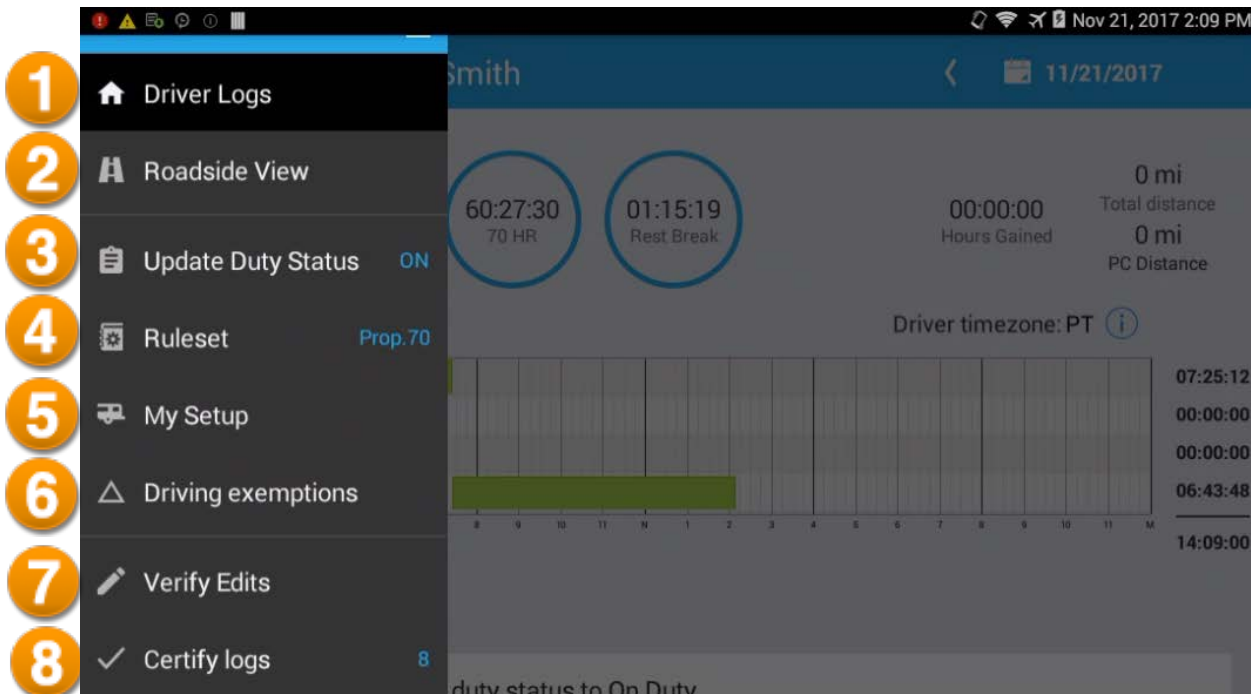 Nov 21, 2017 2:09 PM
Smith
11/21/2017
1
Driver Logs
2
Roadside View
3
Update Duty Status ON
4
Ruleset Prop.70
5
My Setup
6
Driving exemptions
7
Verify Edits
8
Certify logs 8
60:27:30
70 HR
01:15:19
Rest Break
00:00:00
Hours Gained
0 mi
Total distance
0 mi
PC Distance
Driver timezone: PT
07:25:12
00:00:00
00:00:00
06:43:48
8 9 10 11 N 1 2 3 4 5 6 7 8 9 10 11 M
14:09:00
duty status to On Duty